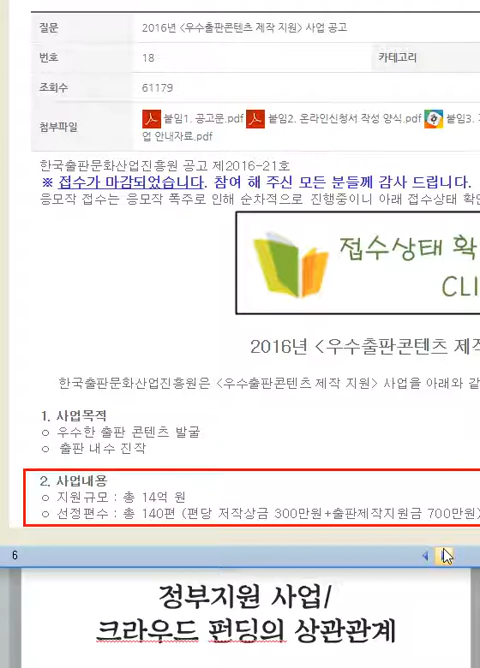 질문 2016년 <우수출판콘텐츠 제작 지원> 사업 공고
번호 18 카테고리
조회수 61179
첨부파일 붙임1. 공고문.pdf 붙임2. 온라인신청서 작성 양식.pdf 붙임3.
업 안내자료.pdf
한국출판문화산업진흥원 공고 제2016-21호
※ 접수가 마감되었습니다. 참여 해 주신 모든 분들께 감사 드립니다.
응모작 접수는 응모작 폭주로 인해 순차적으로 진행중이니 아래 접수상태 확인
접수상태 확
CLI
2016년 <우수출판콘텐츠 제작
한국출판문화산업진흥원은 <우수출판콘텐츠 제작 지원> 사업을 아래와 같
1. 사업목적
○ 우수한 출판 콘텐츠 발굴
○ 출판 내수 진작
2. 사업내용
○ 지원규모 : 총 14억 원
○ 선정편수 : 총 140편 (편당 저작상금 300만원+출판제작지원금 700만원)
6
정부지원 사업/
크라우드 펀딩의 상관관계